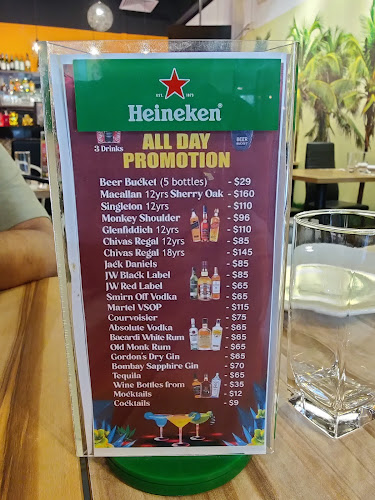 EST. 1873
Heineken®
3 Drinks
ALL DAY
PROMOTION
Beer Bucket (5 bottles) - $29
Macallan 12yrs Sherry Oak - $160
Singleton 12yrs - $110
Monkey Shoulder - $96
Glenfiddich 12yrs - $110
Chivas Regal 12yrs - $85
Chivas Regal 18yrs - $145
Jack Daniels - $85
JW Black Label - $85
JW Red Label - $65
Smirn Off Vodka - $65
Martel VSOP - $115
Courvoisier - $75
Absolute Vodka - $65
Bacardi White Rum - $65
Old Monk Rum - $65
Gordon's Dry Gin - $65
Bombay Sapphire Gin - $70
Tequila - $65
Wine Bottles from - $35
Mocktails - $12
Cocktails - $9